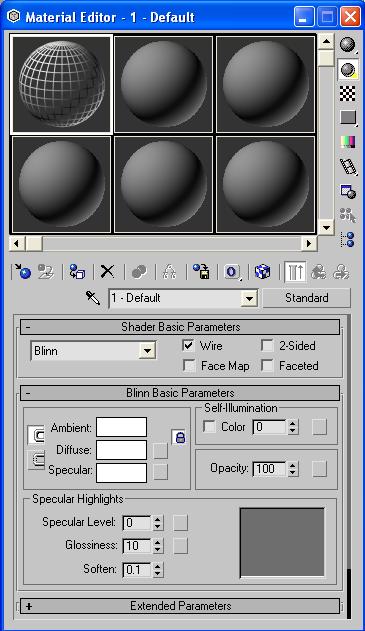 Material Editor - 1 - Default
1 - Default
Standard
- Shader Basic Parameters
Blinn
Wire
2-Sided
Face Map
Faceted
- Blinn Basic Parameters
Ambient:
Diffuse:
Specular:
Self-Illumination
Color 0
Opacity: 100
Specular Highlights
Specular Level: 0
Glossiness: 10
Soften: 0.1
+ Extended Parameters